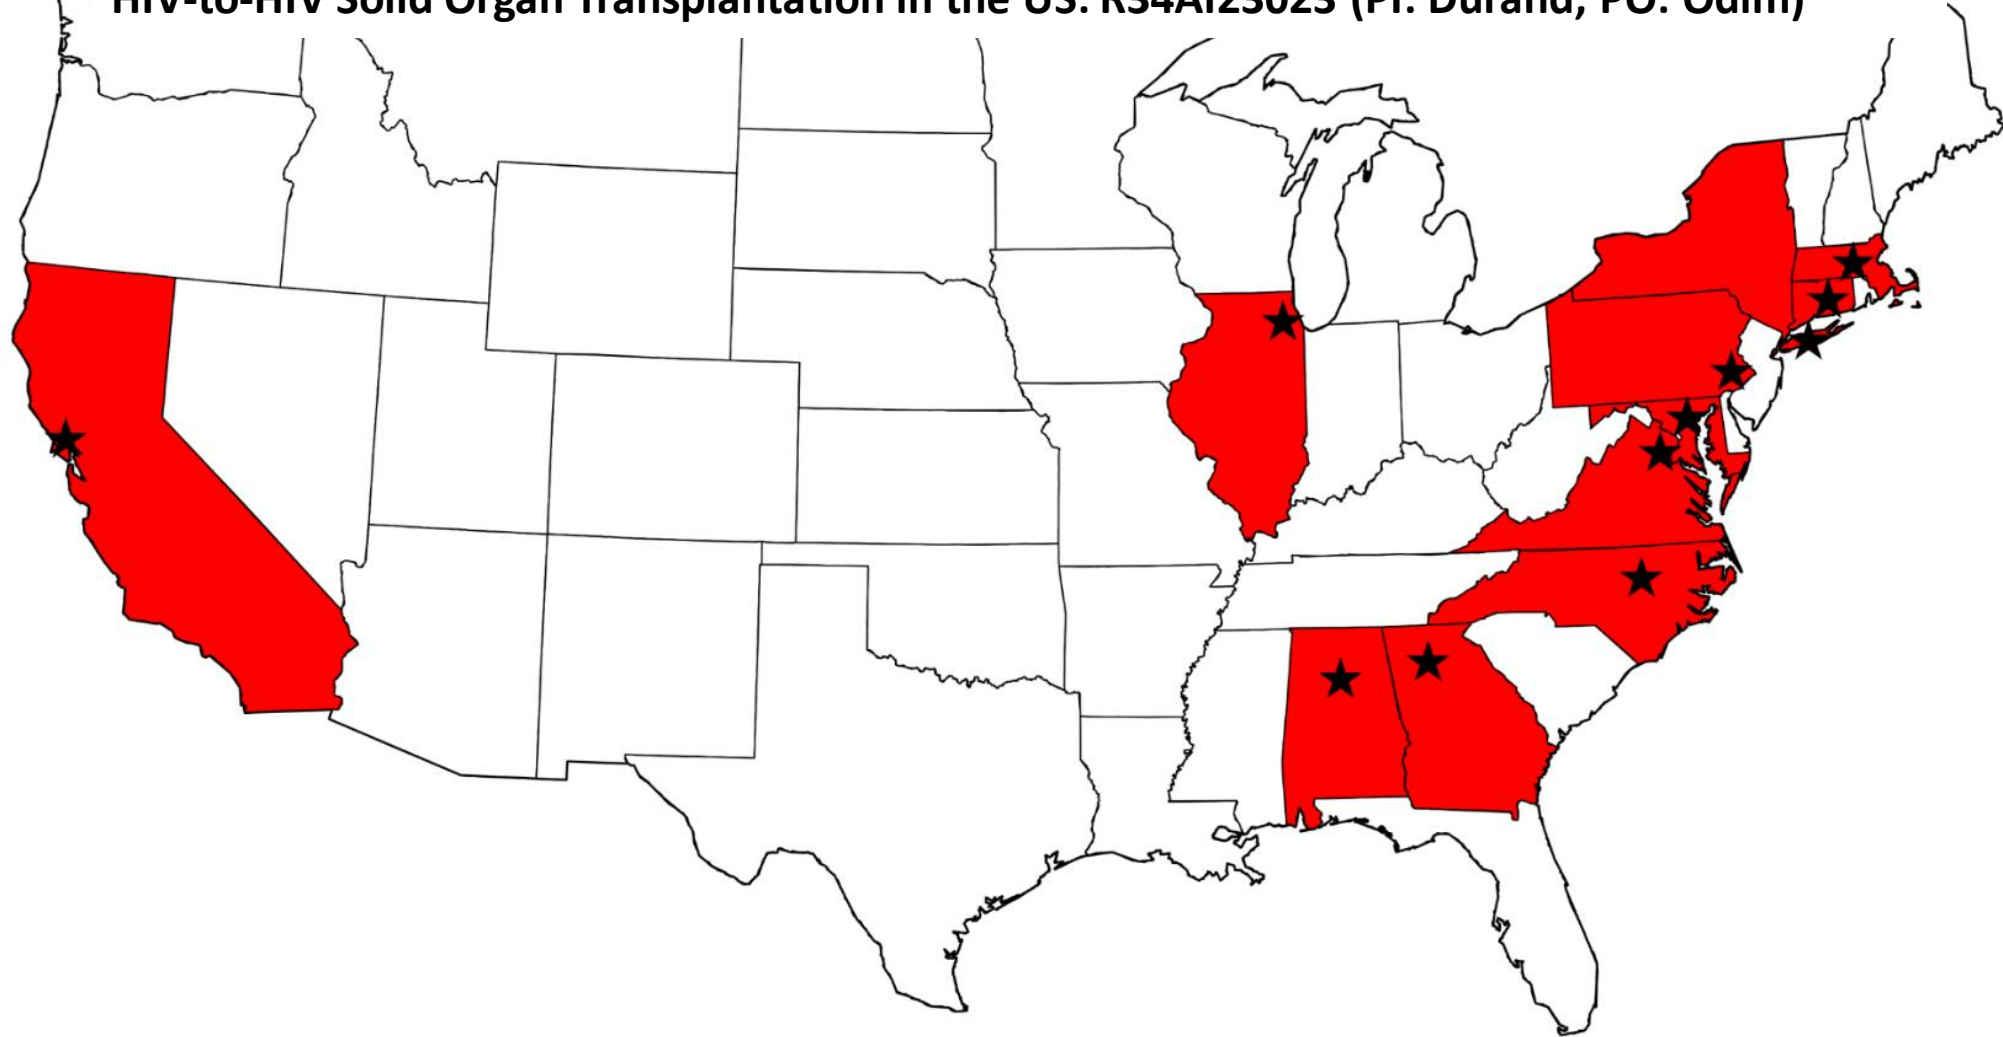 HIV-to-HIV Solid Organ Transplantation in the US: R34AI23023 (PI: Durand, PO: Odim)